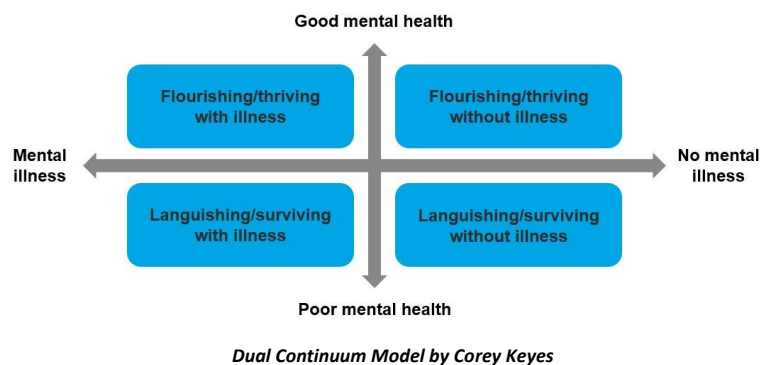 Good mental health
Flourishing/thriving
with illness
Flourishing/thriving
without illness
Mental
illness
No mental
illness
Languishing/surviving
with illness
Languishing/surviving
without illness
Poor mental health
Dual Continuum Model by Corey Keyes